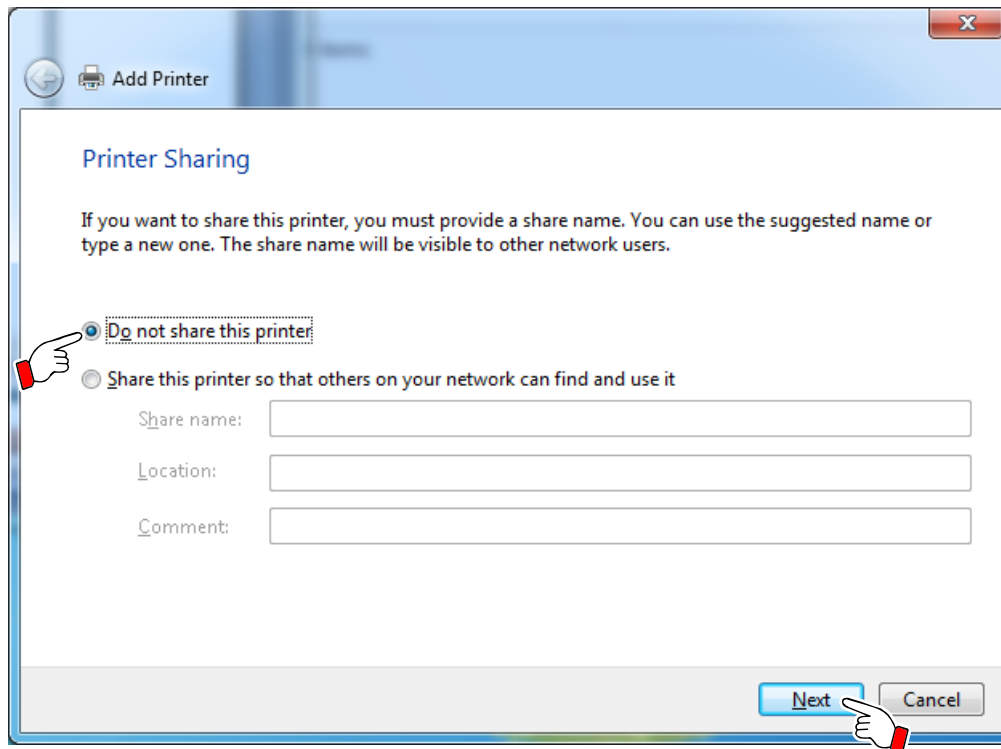 Add Printer
Printer Sharing
If you want to share this printer, you must provide a share name. You can use the suggested name or
type a new one. The share name will be visible to other network users.
Do not share this printer
Share this printer so that others on your network can find and use it
Share name:
Location:
Comment:
Next Cancel